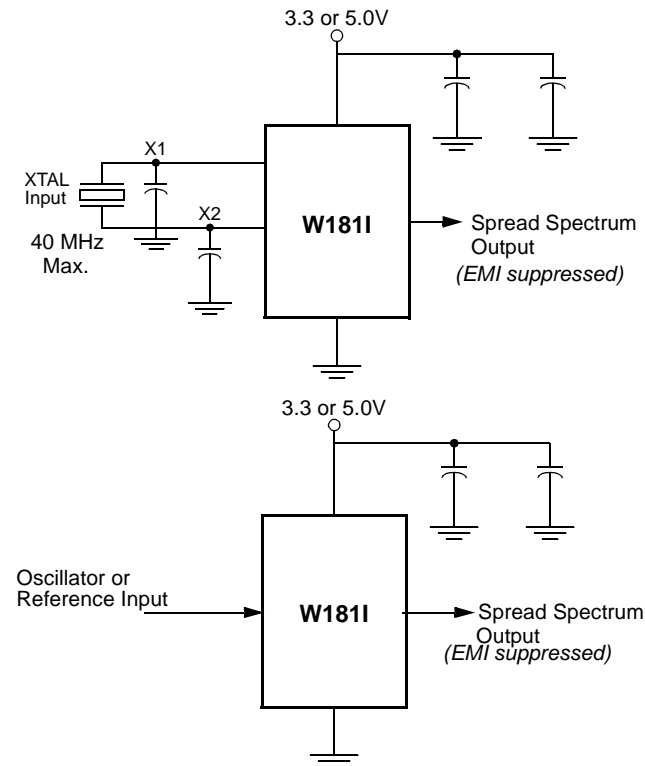 3.3 or 5.0V
X1
XTAL
Input
X2
40 MHz
Max.
W181I
Spread Spectrum
Output
(EMI suppressed)
3.3 or 5.0V
Oscillator or
Reference Input
W181I
Spread Spectrum
Output
(EMI suppressed)